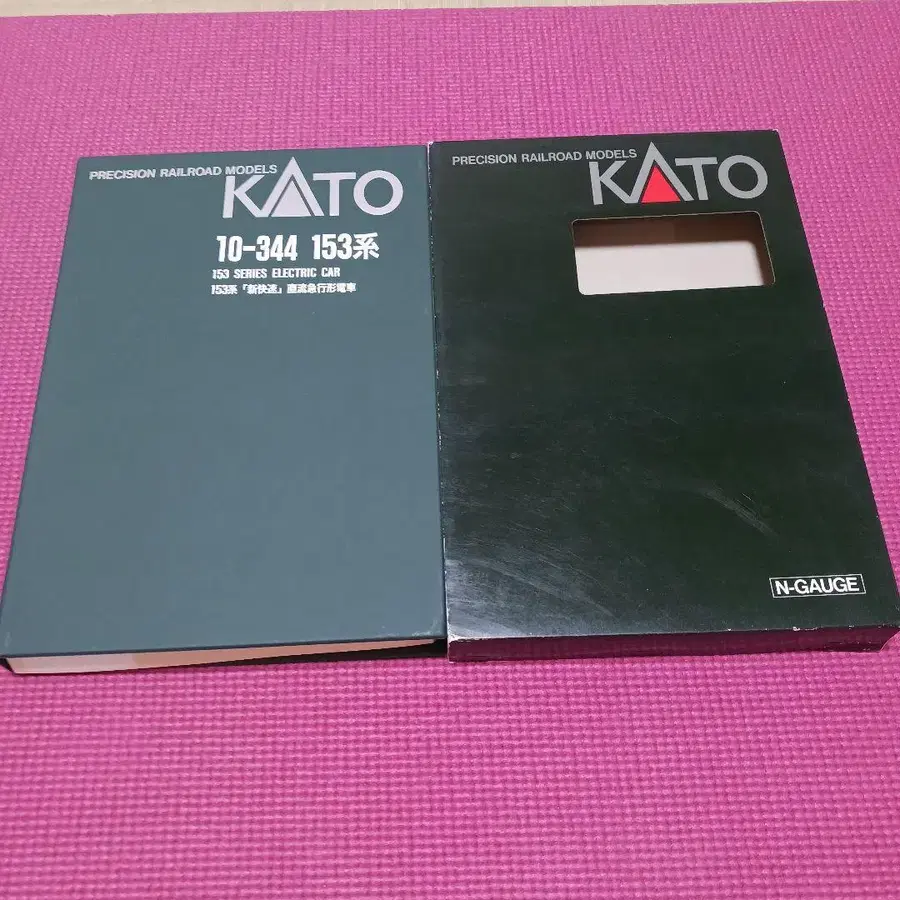 PRECISION RAILROAD MODELS
KATO
10-344 153系
153 SERIES ELECTRIC CAR
153系「新快速」直流急行形電車
PRECISION RAILROAD MODELS
KATO
N-GAUGE